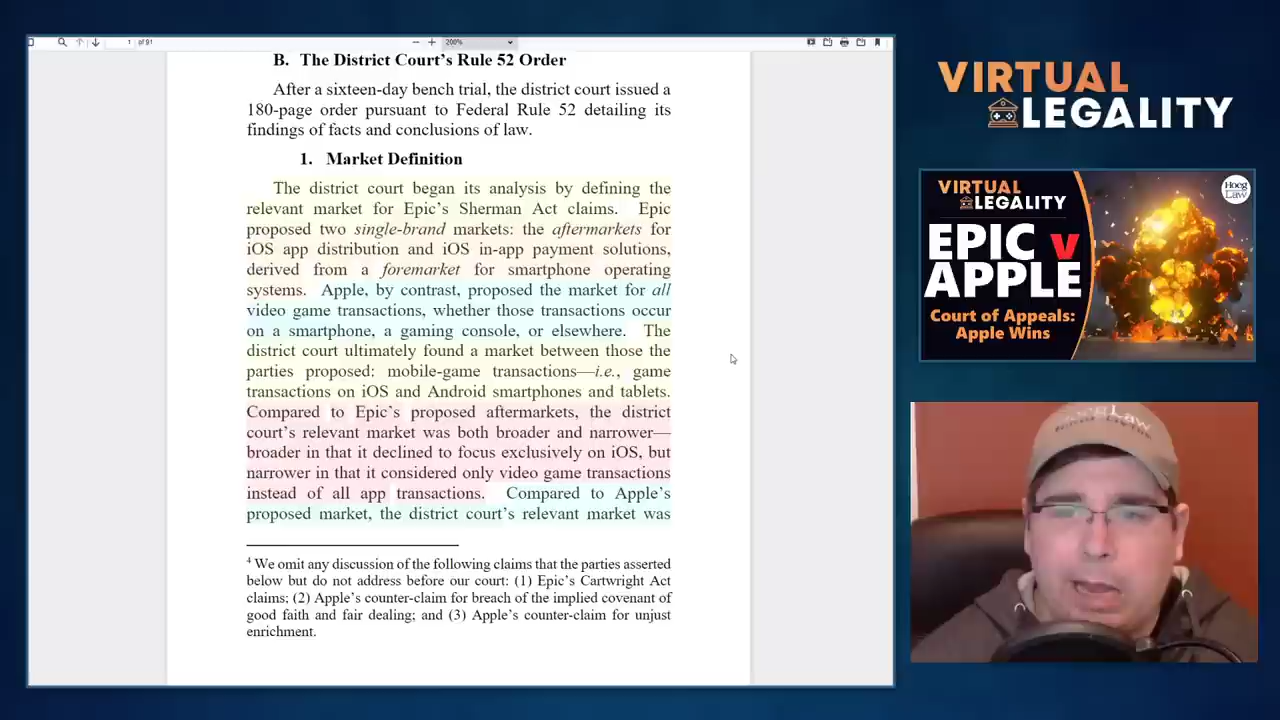 1 of 91
200%
B. The District Court's Rule 52 Order
After a sixteen-day bench trial, the district court issued a
180-page order pursuant to Federal Rule 52 detailing its
findings of facts and conclusions of law.
1. Market Definition
The district court began its analysis by defining the
relevant market for Epic's Sherman Act claims. Epic
proposed two single-brand markets: the aftermarkets for
iOS app distribution and iOS in-app payment solutions,
derived from a foremarket for smartphone operating
systems. Apple, by contrast, proposed the market for all
video game transactions, whether those transactions occur
on a smartphone, a gaming console, or elsewhere. The
district court ultimately found a market between those the
parties proposed: mobile-game transactions—i.e., game
transactions on iOS and Android smartphones and tablets.
Compared to Epic's proposed aftermarkets, the district
court's relevant market was both broader and narrower—
broader in that it declined to focus exclusively on iOS, but
narrower in that it considered only video game transactions
instead of all app transactions. Compared to Apple's
proposed market, the district court's relevant market was
4 We omit any discussion of the following claims that the parties asserted
below but do not address before our court: (1) Epic's Cartwright Act
claims; (2) Apple's counter-claim for breach of the implied covenant of
good faith and fair dealing; and (3) Apple's counter-claim for unjust
enrichment.
VIRTUAL
LEGALITY
VIRTUAL
LEGALITY
Hoeg
Law
EPIC v
APPLE
Court of Appeals:
Apple Wins
Hoeg Law